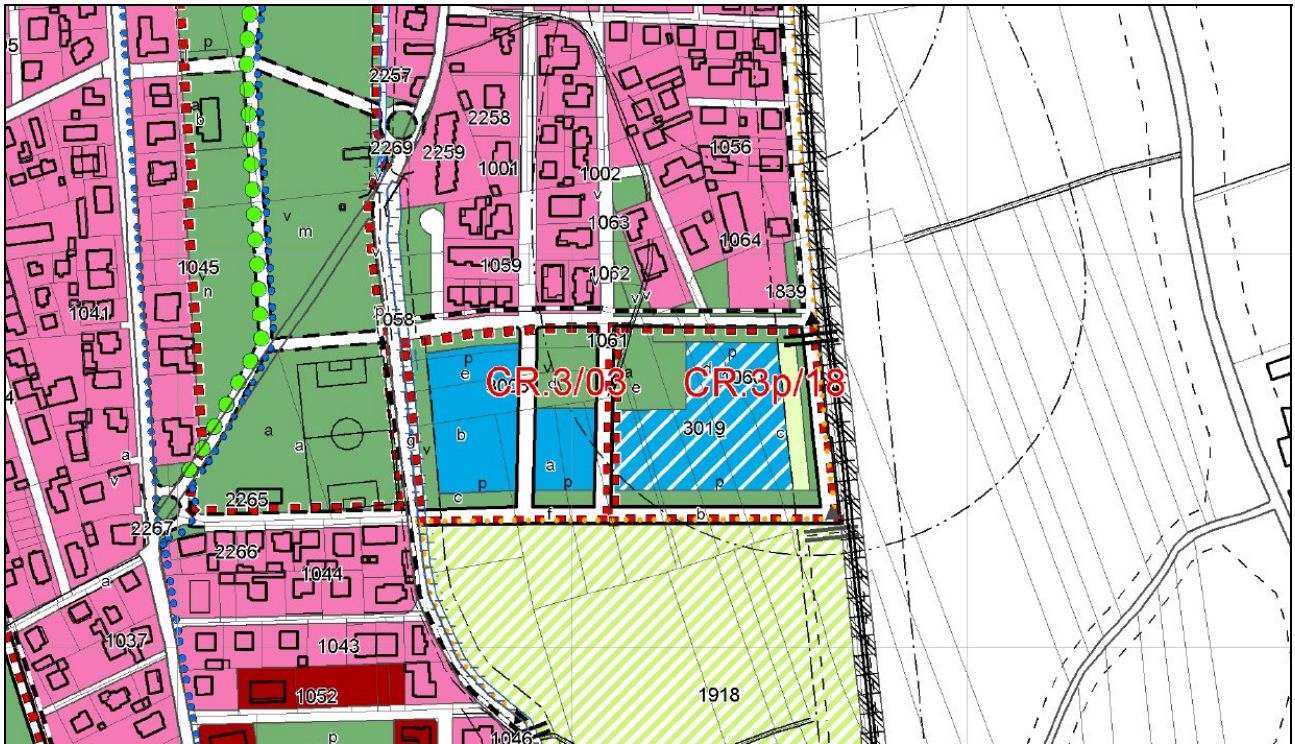 5
p
2257
a
b
2258
2269
2259
1001
1056
1002
v
v
m
1063
v
1064
1045
v
n
1059
1062
v
v v
1839
1041
p
058
1061
p
p
v
d
a
d
e
e
CR.3/03
CR.3p/18
4
a
a
g
b
3019
c
v
a
a
v
p
p
p
c
2265
f
b
2267
2266
a
1044
1037
1043
1052
1918
p
1046